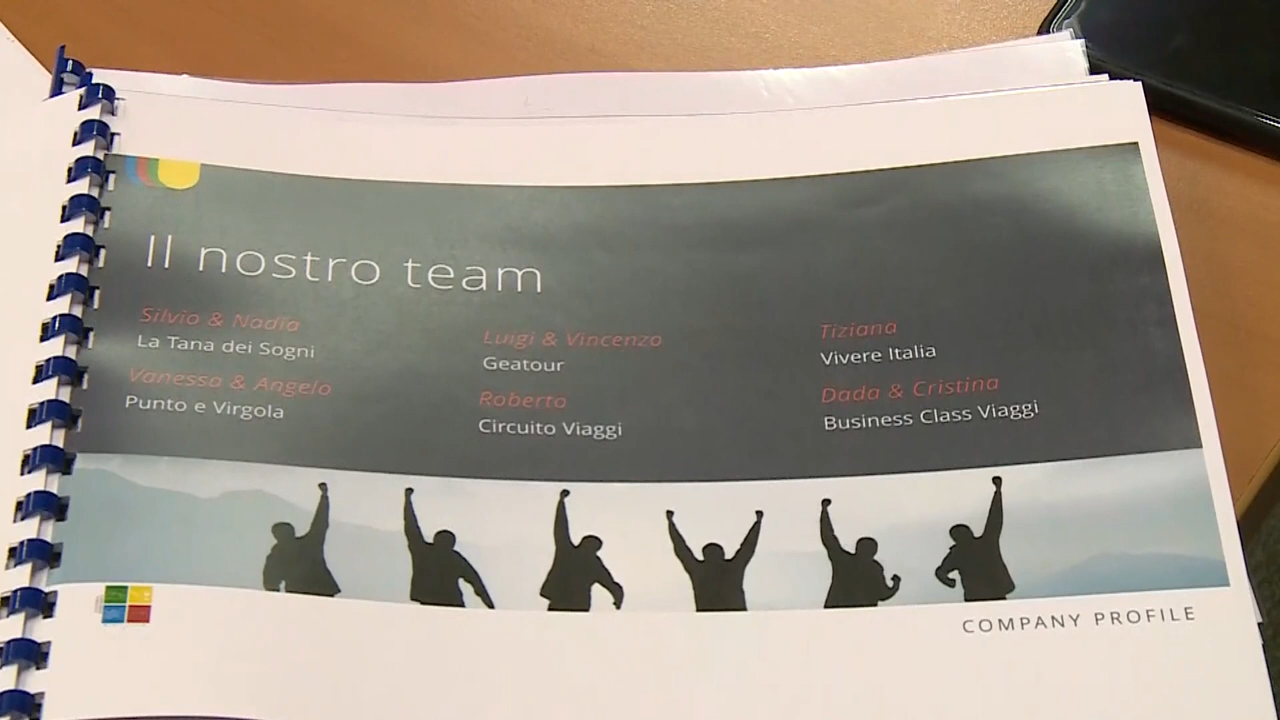 Il nostro team
Silvio & Nadia
La Tana dei Sogni
Vanessa & Angelo
Punto e Virgola
Luigi & Vincenzo
Geatour
Roberto
Circuito Viaggi
Tiziana
Vivere Italia
Dada & Cristina
Business Class Viaggi
COMPANY PROFILE